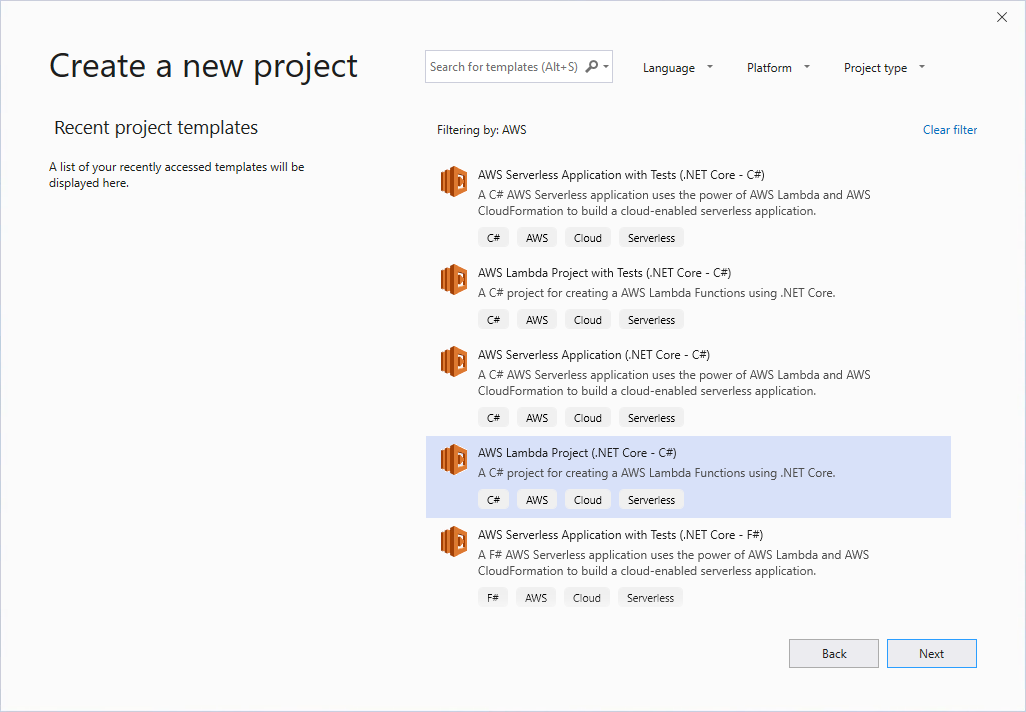 Create a new project
Search for templates (Alt+S)
Language
Platform
Project type
Recent project templates
A list of your recently accessed templates will be
displayed here.
Filtering by: AWS
Clear filter
AWS Serverless Application with Tests (.NET Core - C#)
A C# AWS Serverless application uses the power of AWS Lambda and AWS
CloudFormation to build a cloud-enabled serverless application.
C# AWS Cloud Serverless
AWS Lambda Project with Tests (.NET Core - C#)
A C# project for creating a AWS Lambda Functions using .NET Core.
C# AWS Cloud Serverless
AWS Serverless Application (.NET Core - C#)
A C# AWS Serverless application uses the power of AWS Lambda and AWS
CloudFormation to build a cloud-enabled serverless application.
C# AWS Cloud Serverless
AWS Lambda Project (.NET Core - C#)
A C# project for creating a AWS Lambda Functions using .NET Core.
C# AWS Cloud Serverless
AWS Serverless Application with Tests (.NET Core - F#)
A F# AWS Serverless application uses the power of AWS Lambda and AWS
CloudFormation to build a cloud-enabled serverless application.
F# AWS Cloud Serverless
Back
Next